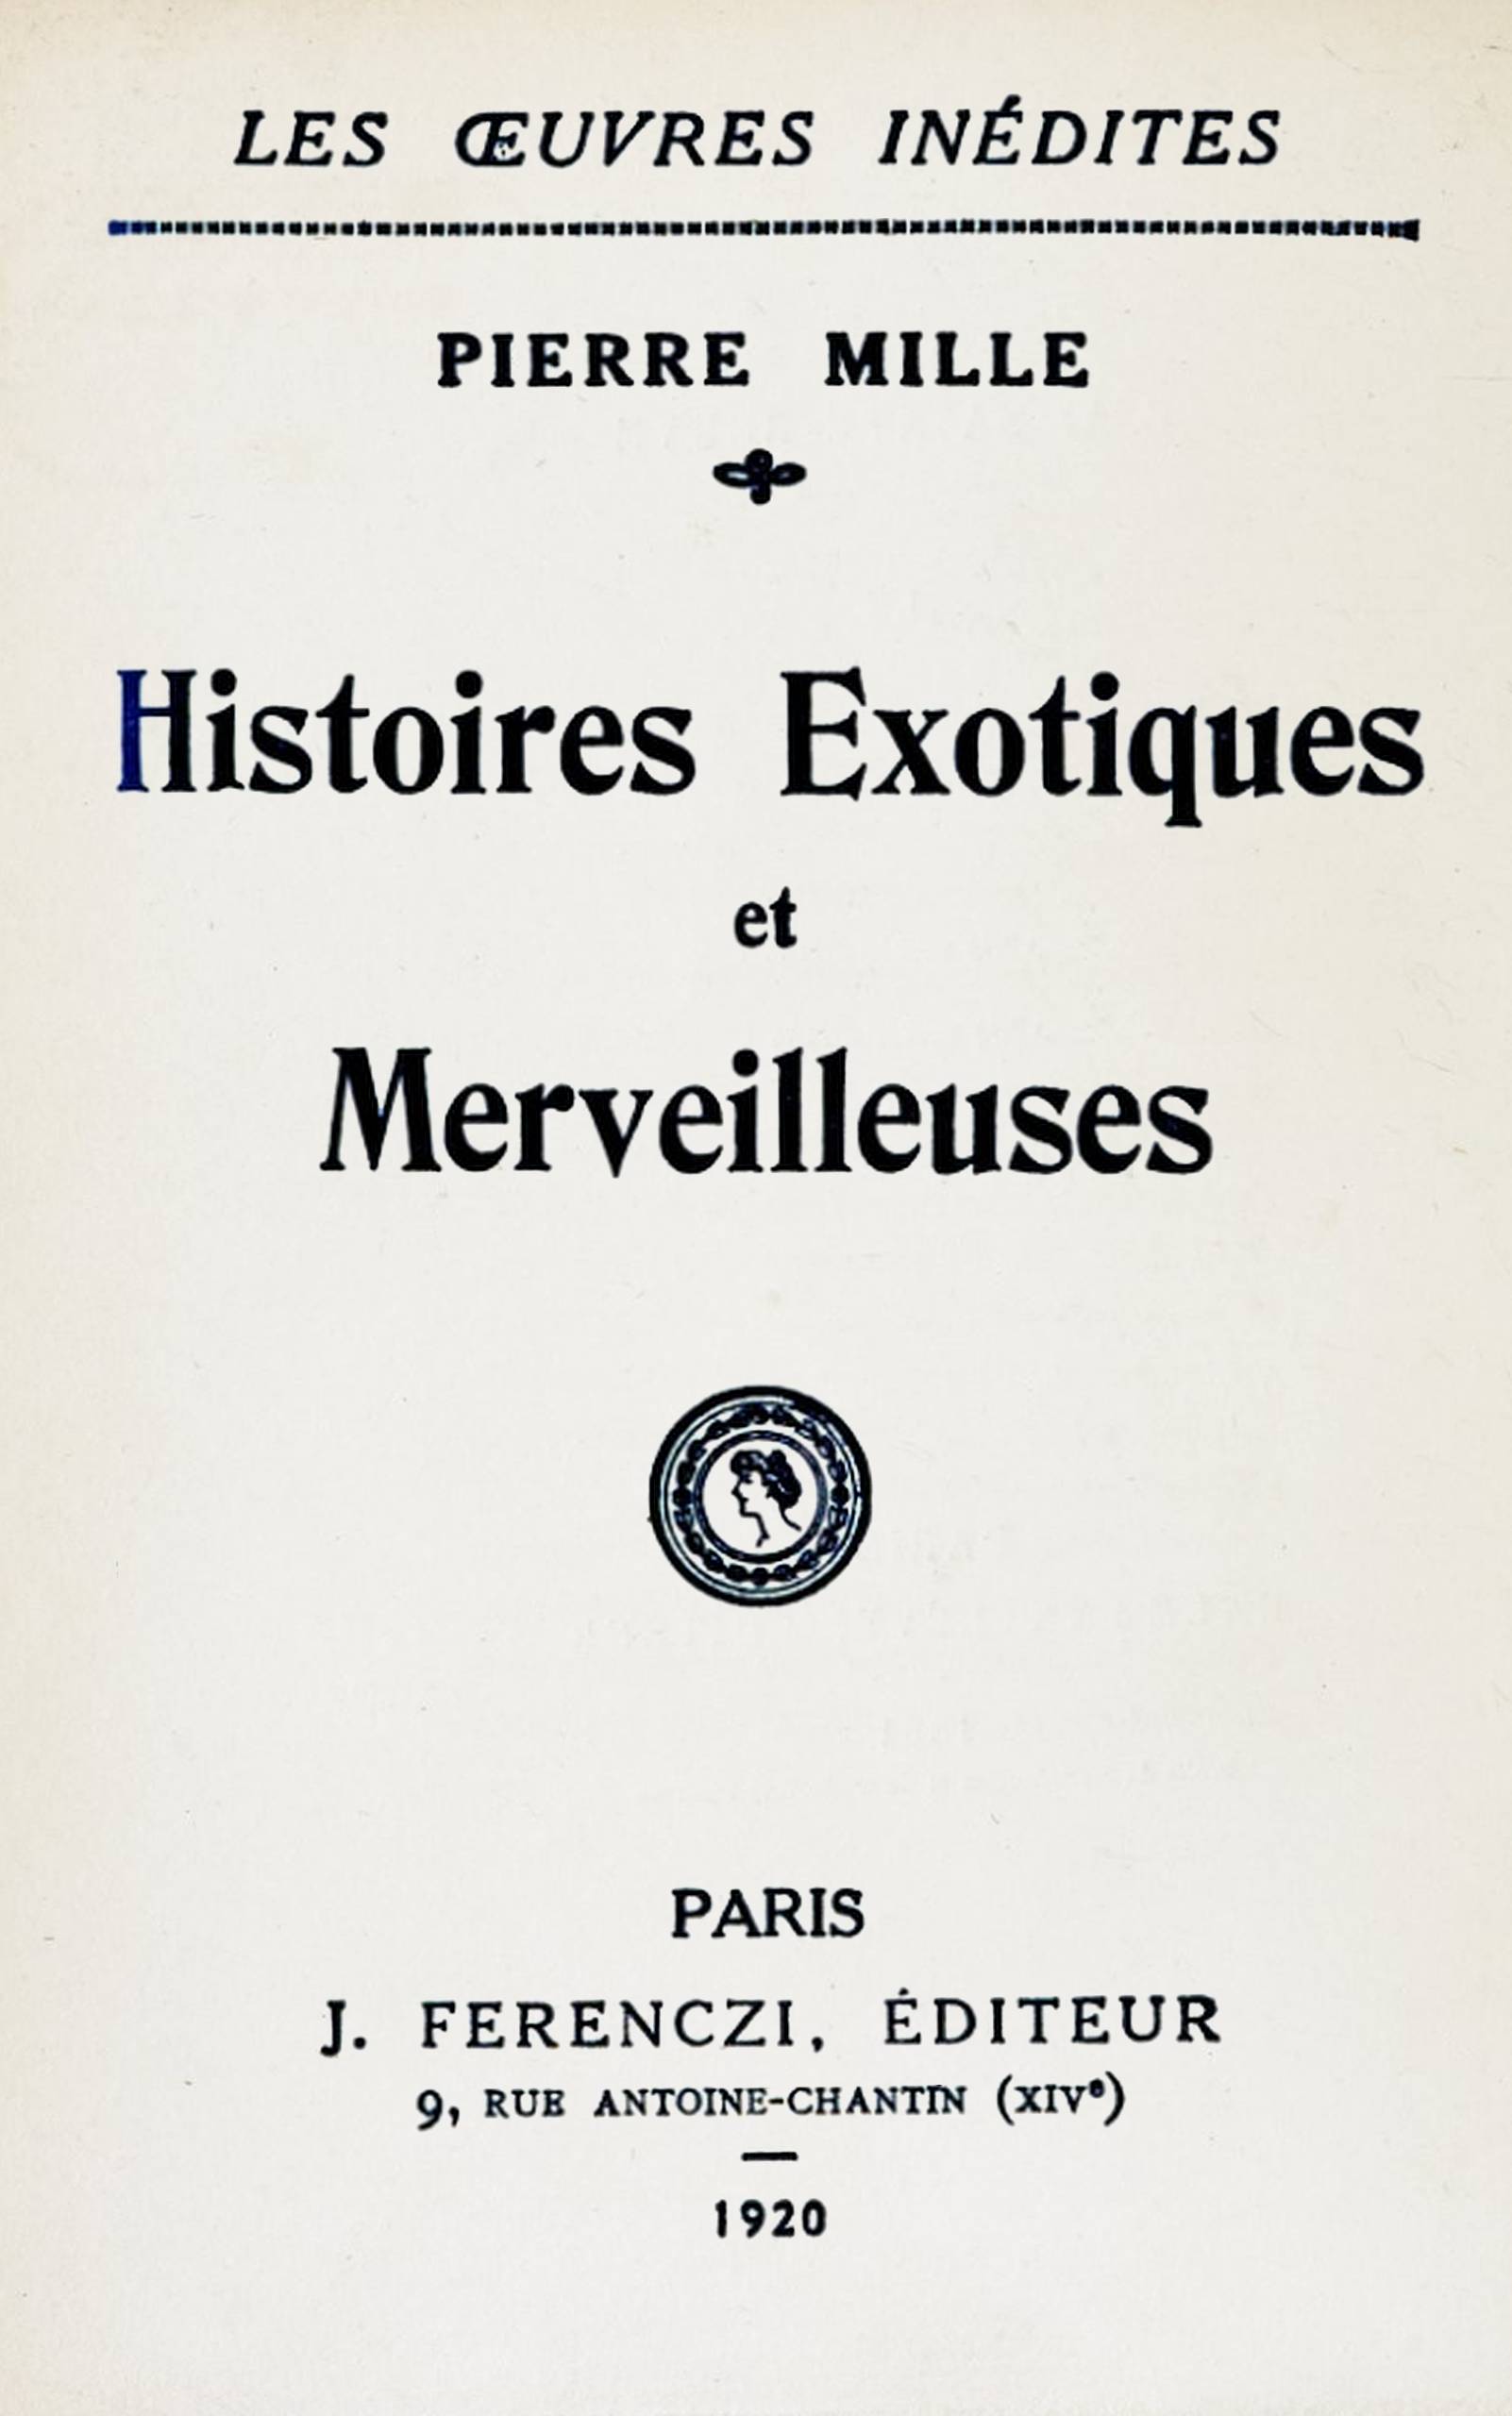 LES ŒUVRES INÉDITES
PIERRE MILLE
Histoires Exotiques
et
Merveilleuses
PARIS
J. FERENCZI, ÉDITEUR
9, RUE ANTOINE-CHANTIN (XIVᵉ)
1920